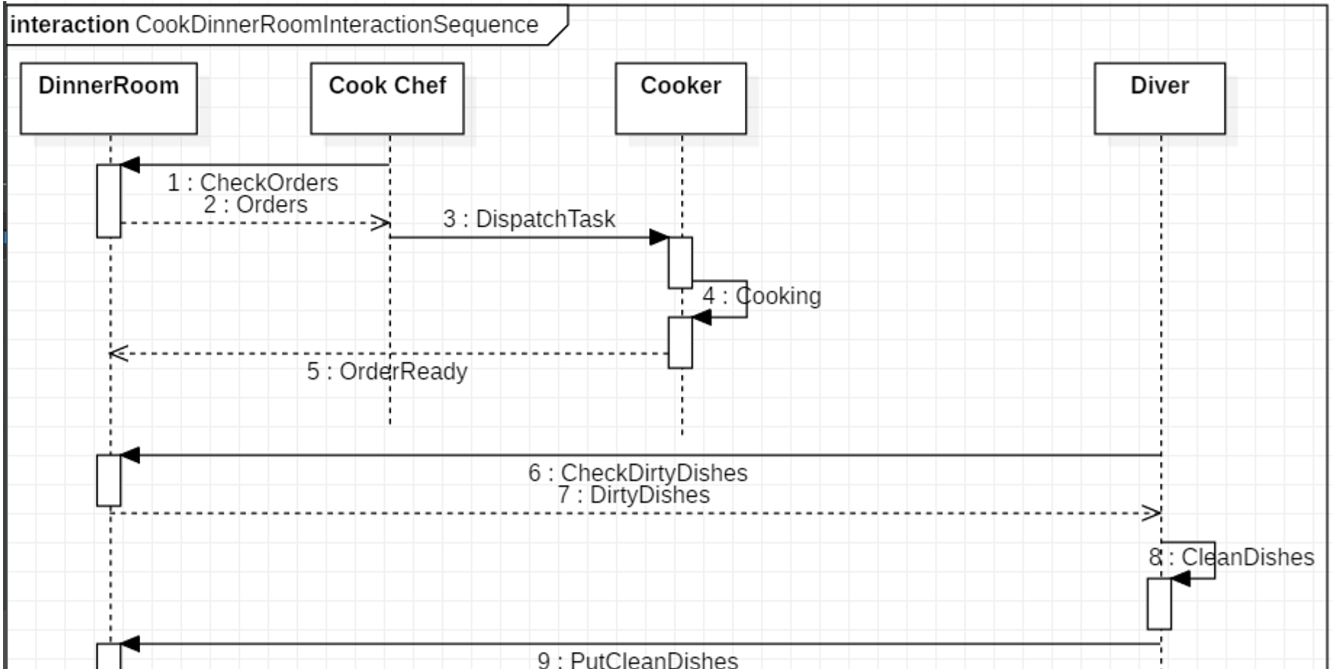 interaction CookDinnerRoomInteractionSequence
DinnerRoom
Cook Chef
Cooker
Diver
1 : CheckOrders
2 : Orders
3 : DispatchTask
4 : Cooking
5 : OrderReady
6 : CheckDirtyDishes
7 : DirtyDishes
8 : CleanDishes
9 : PutCleanDishes